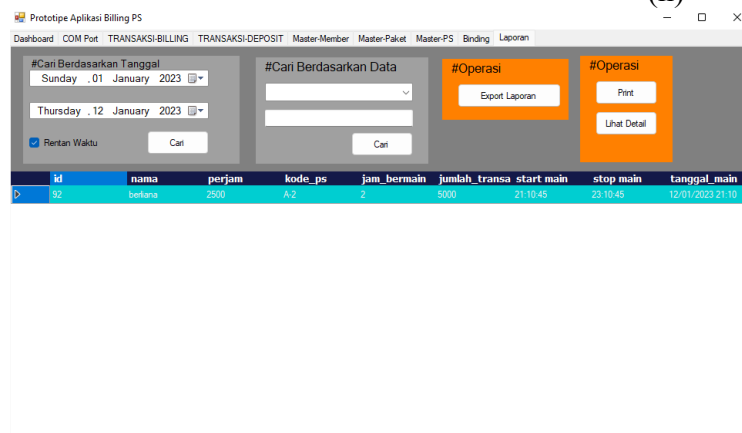 (ii)
Prototipe Aplikasi Billing PS
Dashboard COM Port TRANSAKSI-BILLING TRANSAKSI-DEPOSIT Master-Member Master-Paket Master-PS Binding Laporan
#Cari Berdasarkan Tanggal
Sunday , 01 January 2023
Thursday , 12 January 2023
Rentan Waktu
Cari
#Cari Berdasarkan Data
Cari
#Operasi
Export Laporan
#Operasi
Print
Lihat Detail
id nama perjam kode_ps jam_bermain jumlah_transa start main stop main tanggal_main
92 berliana 2500 A-2 2 5000 21:10:45 23:10:45 12/01/2023 21:10